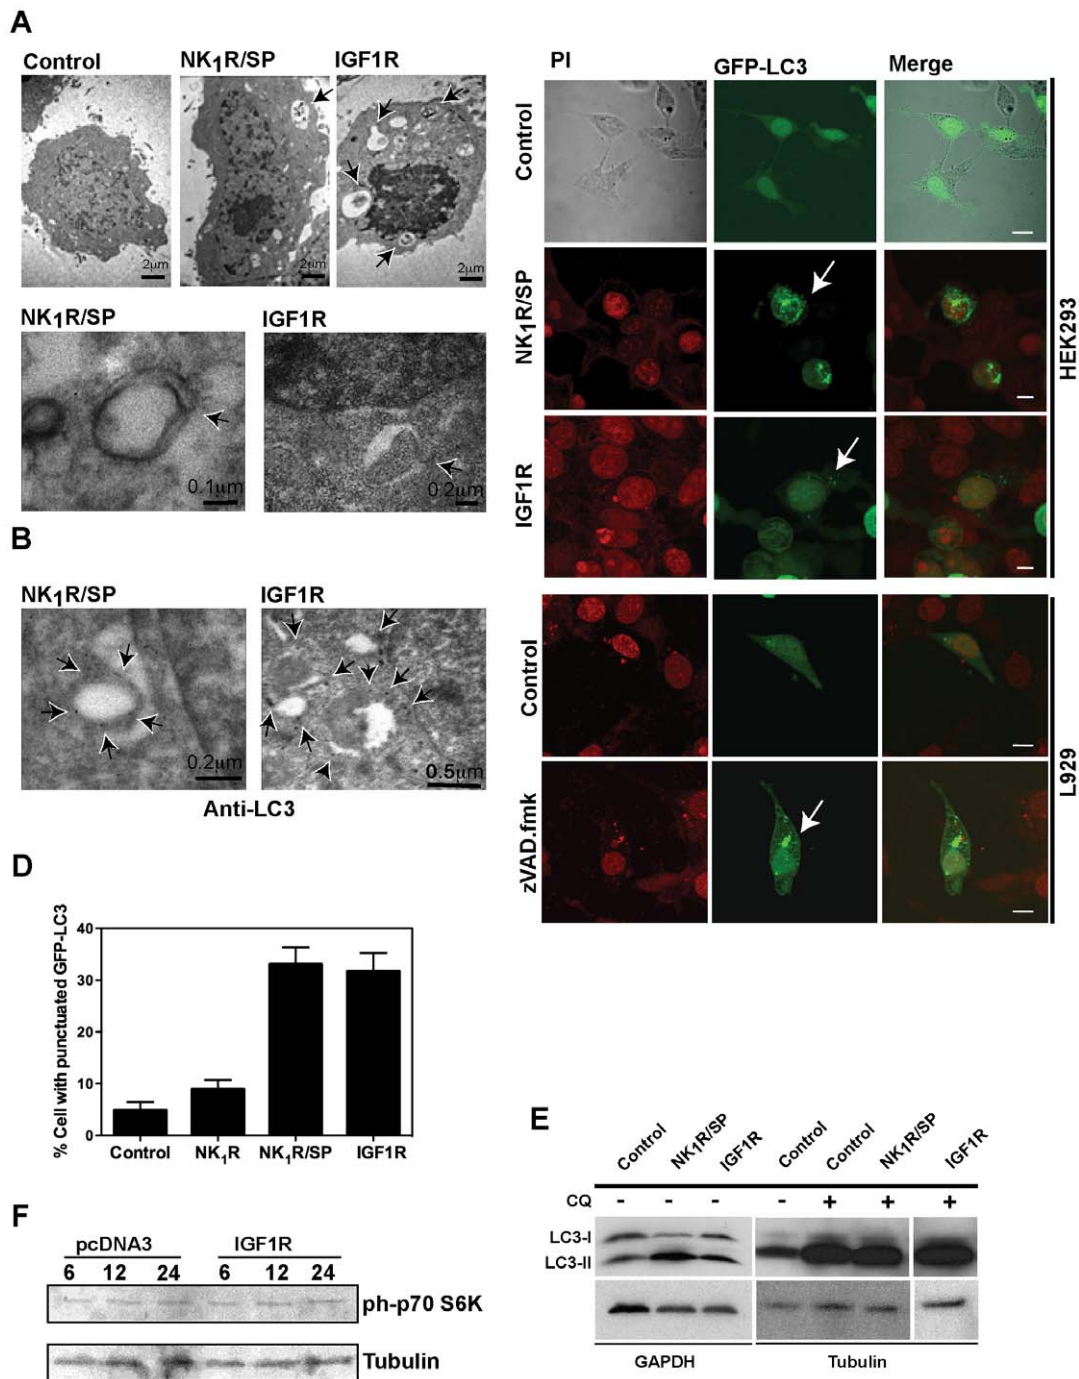 A
Control
NK1R/SP
IGF1R
2μm
2μm
2μm
NK1R/SP
IGF1R
0.1μm
0.2μm
B
NK1R/SP
IGF1R
0.2μm
0.5μm
Anti-LC3
PI
GFP-LC3
Merge
Control
NK1R/SP
IGF1R
HEK293
Control
zVAD.fmk
L929
D
% Cell with punctuated GFP-LC3
40
30
20
10
0
Control NK1R NK1R/SP IGF1R
E
Control NK1R/SP IGF1R Control Control NK1R/SP IGF1R
CQ - - - - + + +
LC3-I
LC3-II
GAPDH Tubulin
F
pcDNA3 IGF1R
6 12 24 6 12 24
ph-p70 S6K
Tubulin